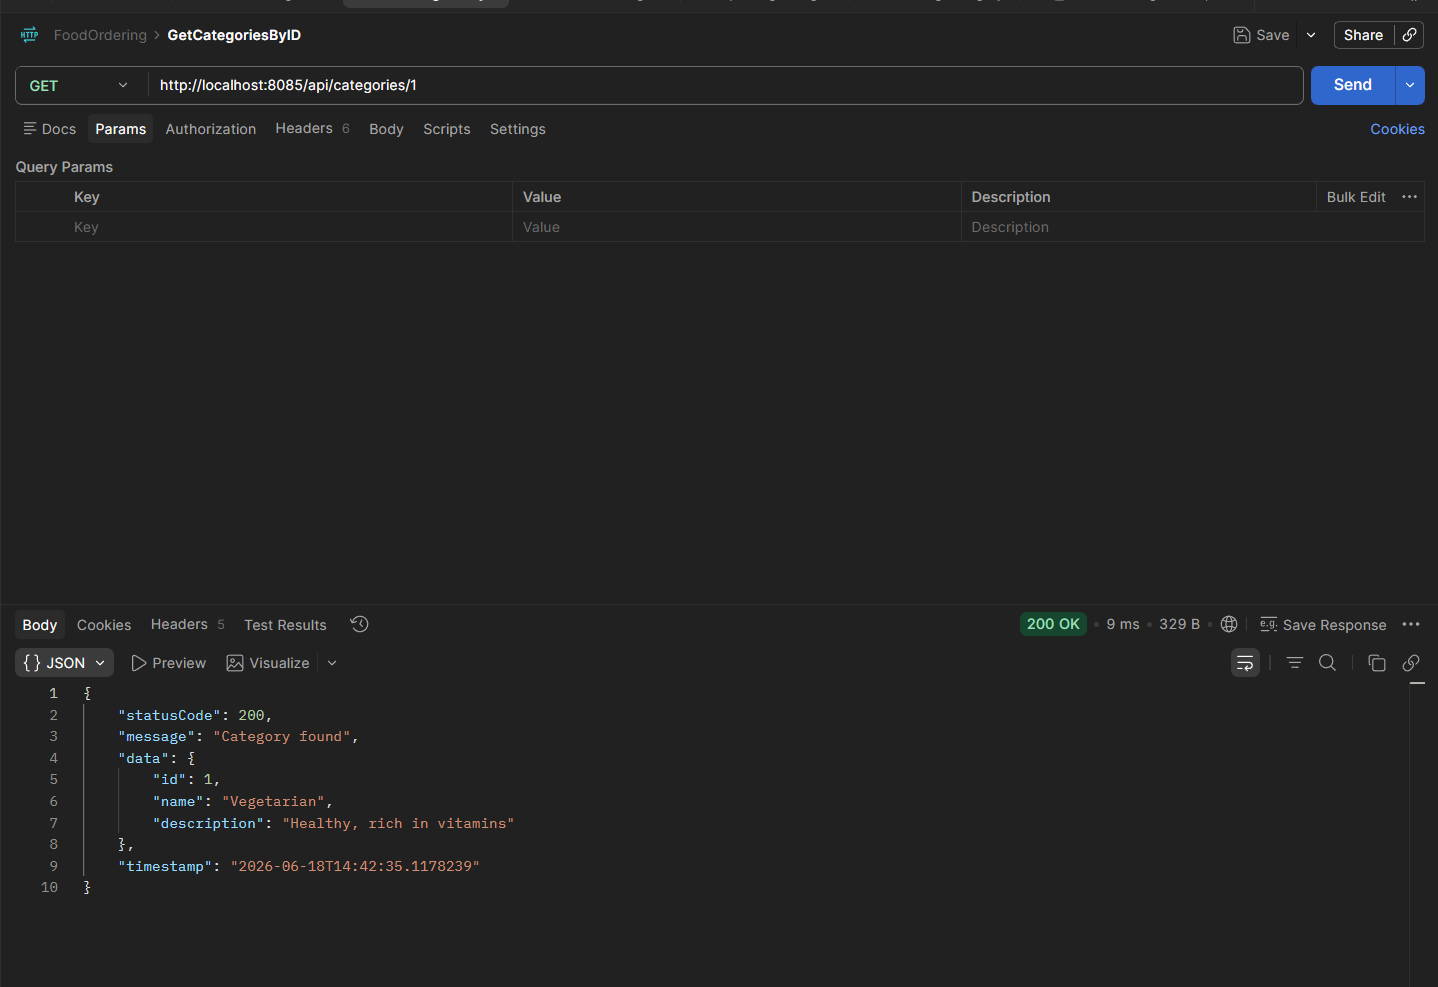 HTTP FoodOrdering > GetCategoriesByID Save Share
GET http://localhost:8085/api/categories/1 Send
Docs Params Authorization Headers 6 Body Scripts Settings Cookies
Query Params
Key Value Description Bulk Edit
Key Value Description
Body Cookies Headers 5 Test Results 200 OK 9 ms 329 B e.g. Save Response
{} JSON Preview Visualize
1 {
2 "statusCode": 200,
3 "message": "Category found",
4 "data": {
5 "id": 1,
6 "name": "Vegetarian",
7 "description": "Healthy, rich in vitamins"
8 },
9 "timestamp": "2026-06-18T14:42:35.1178239"
10 }